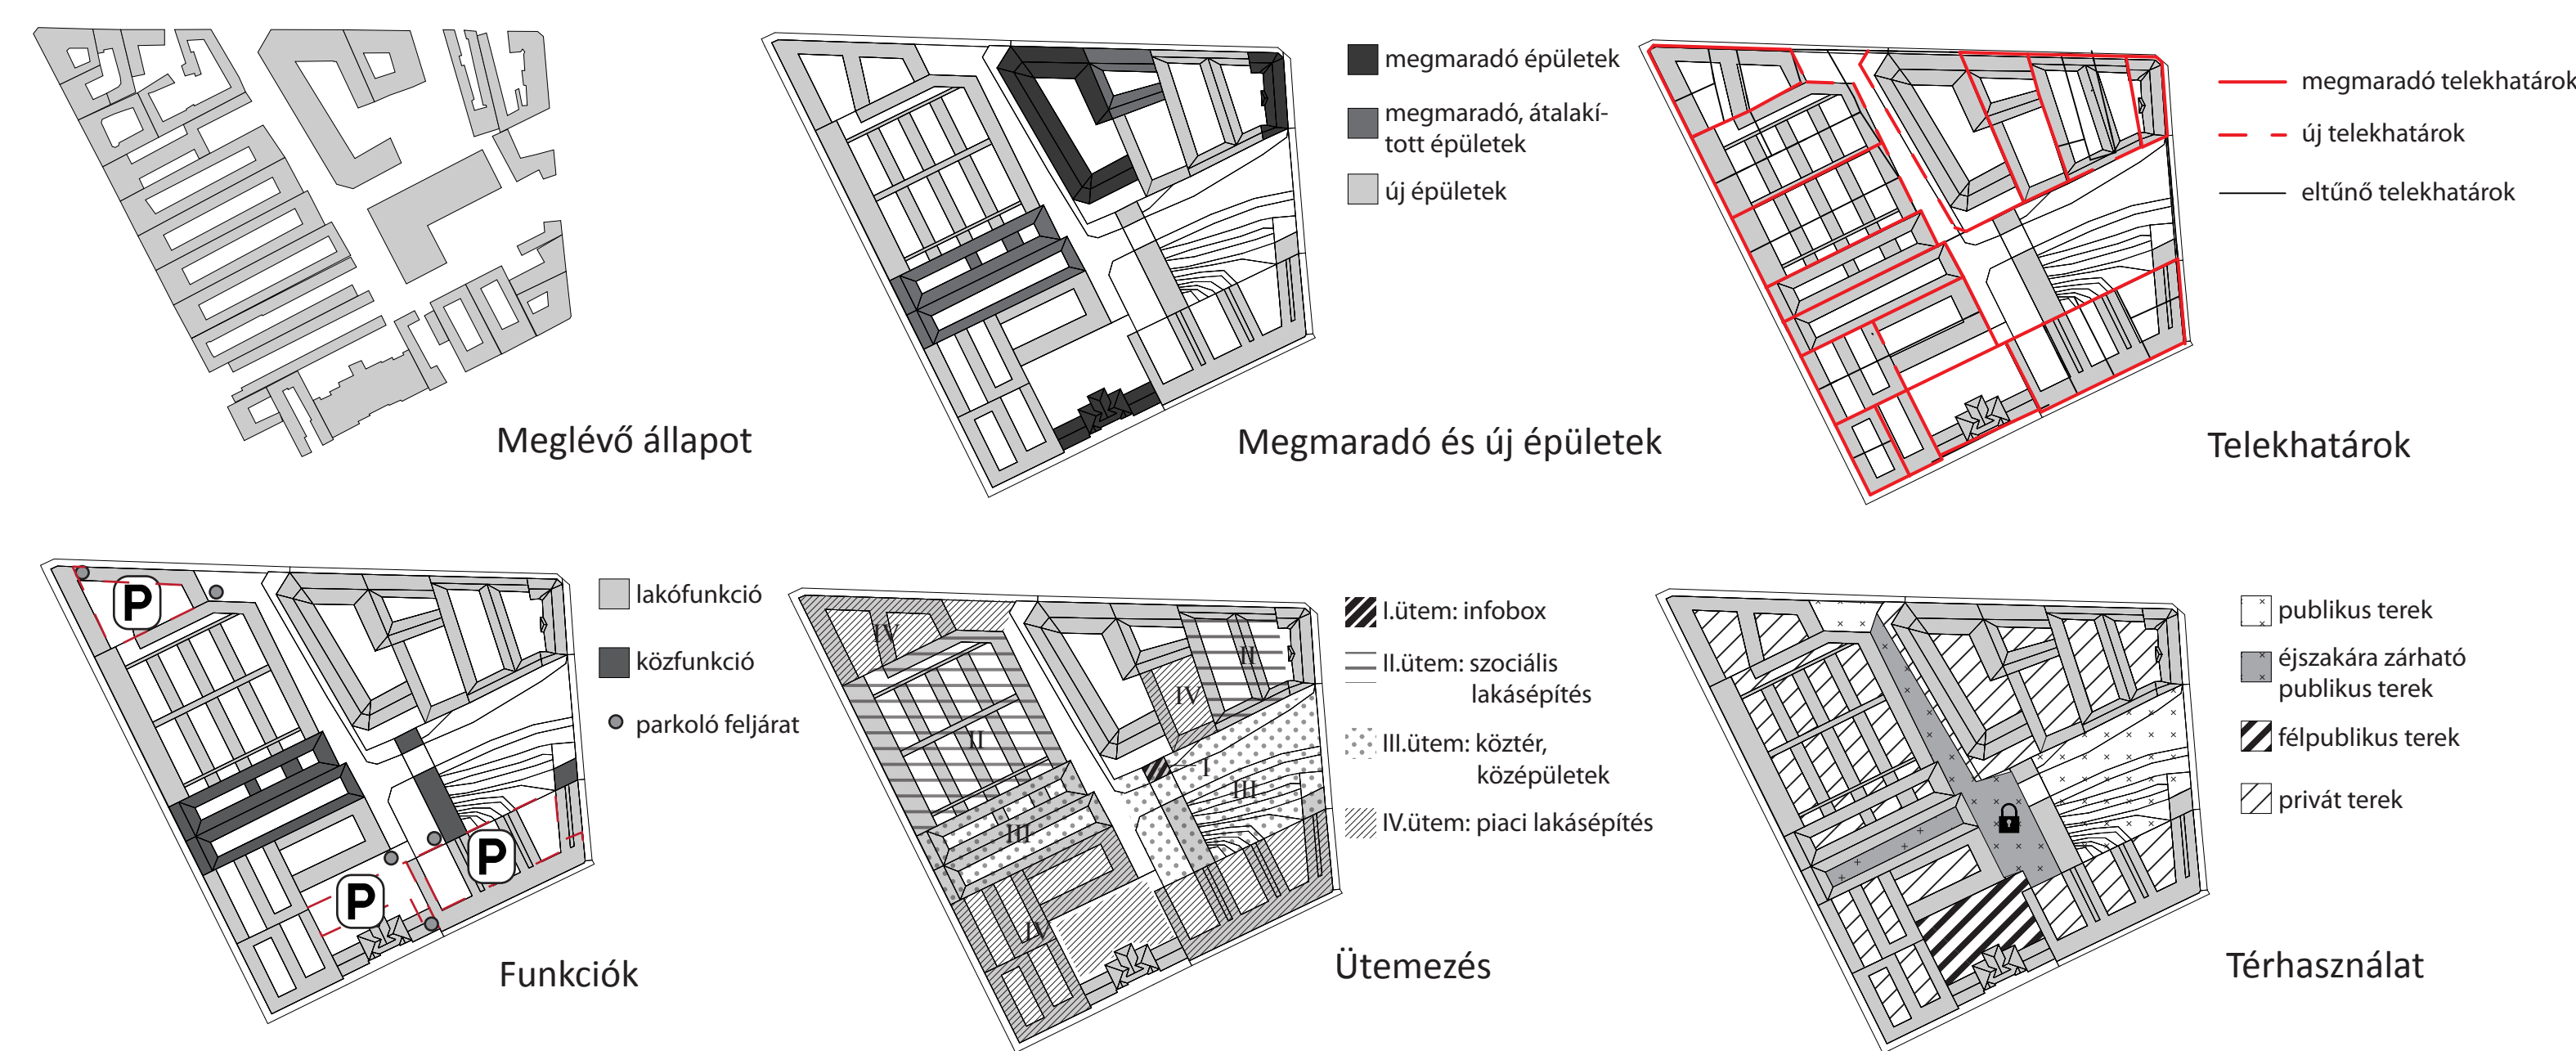 Meglévő állapot
megmaradó épületek
megmaradó, átalakí-
tott épületek
új épületek
Megmaradó és új épületek
megmaradó telekhatárok
új telekhatárok
eltűnő telekhatárok
Telekhatárok
P
P
P
lakófunkció
közfunkció
parkoló feljárat
Funkciók
IV
II
II
IV
I
III
III
IV
I.ütem: infobox
II.ütem: szociális
lakásépítés
III.ütem: köztér,
középületek
IV.ütem: piaci lakásépítés
Ütemezés
publikus terek
éjszakára zárható
publikus terek
félpublikus terek
privát terek
Térhasználat